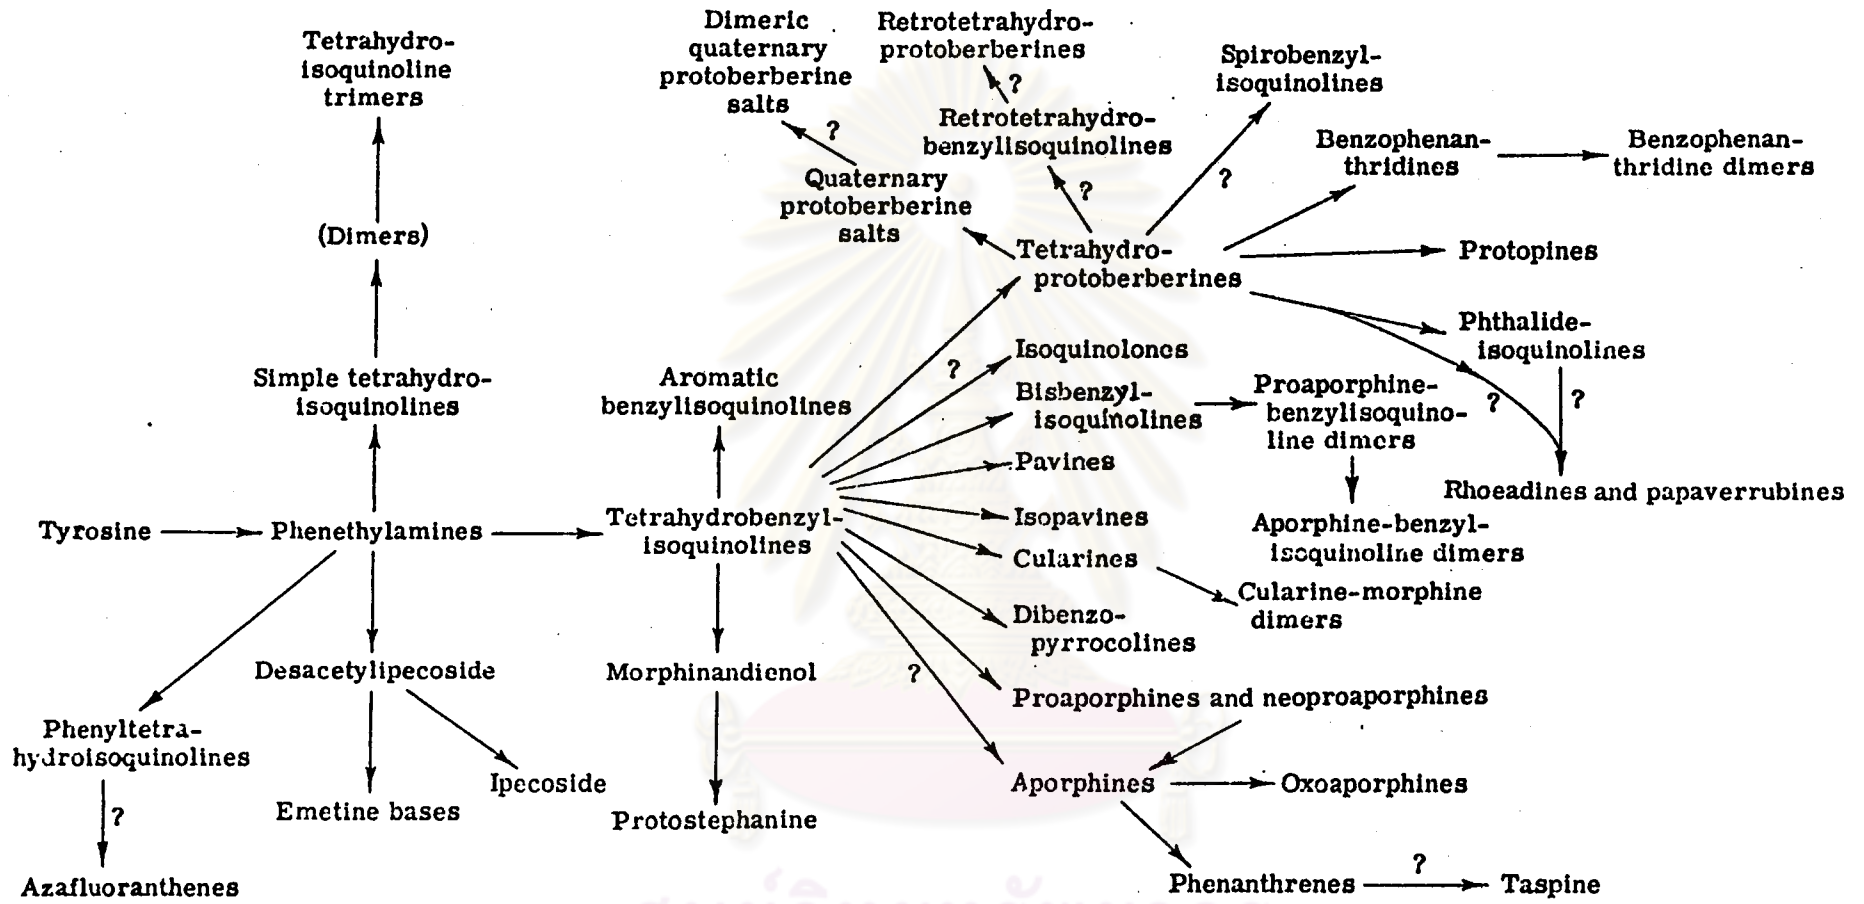 Tetrahydro-
isoquinoline
trimers
(Dimers)
Simple tetrahydro-
isoquinolines
Tyrosine
Phenethylamines
Desacetylipecoside
Phenyltetra-
hydroisoquinolines
?
Azafluoranthenes
Emetine bases
Ipecoside
Aromatic
benzylisoquinolines
Tetrahydrobenzyl-
isoquinolines
Morphinandienol
Protostephanine
Dimeric
quaternary
protoberberine
salts
?
Quaternary
protoberberine
salts
Retrotetrahydro-
protoberberines
?
Retrotetrahydro-
benzylisoquinolines
?
Tetrahydro-
protoberberines
Spirobenzyl-
isoquinolines
?
Benzophenan-
thridines
Benzophenan-
thridine dimers
Protopines
Phthalide-
isoquinolines
?
?
Rhoeadines and papaverrubines
?
Isoquinolones
Bisbenzyl-
isoquinolines
Proaporphine-
benzylisoquino-
line dimers
Aporphine-benzyl-
isoquinoline dimers
Pavines
Isopavines
Cularines
Cularine-morphine
dimers
Dibenzo-
pyrrocolines
?
Proaporphines and neoproaporphines
Aporphines
Oxoaporphines
Phenanthrenes
?
Taspine